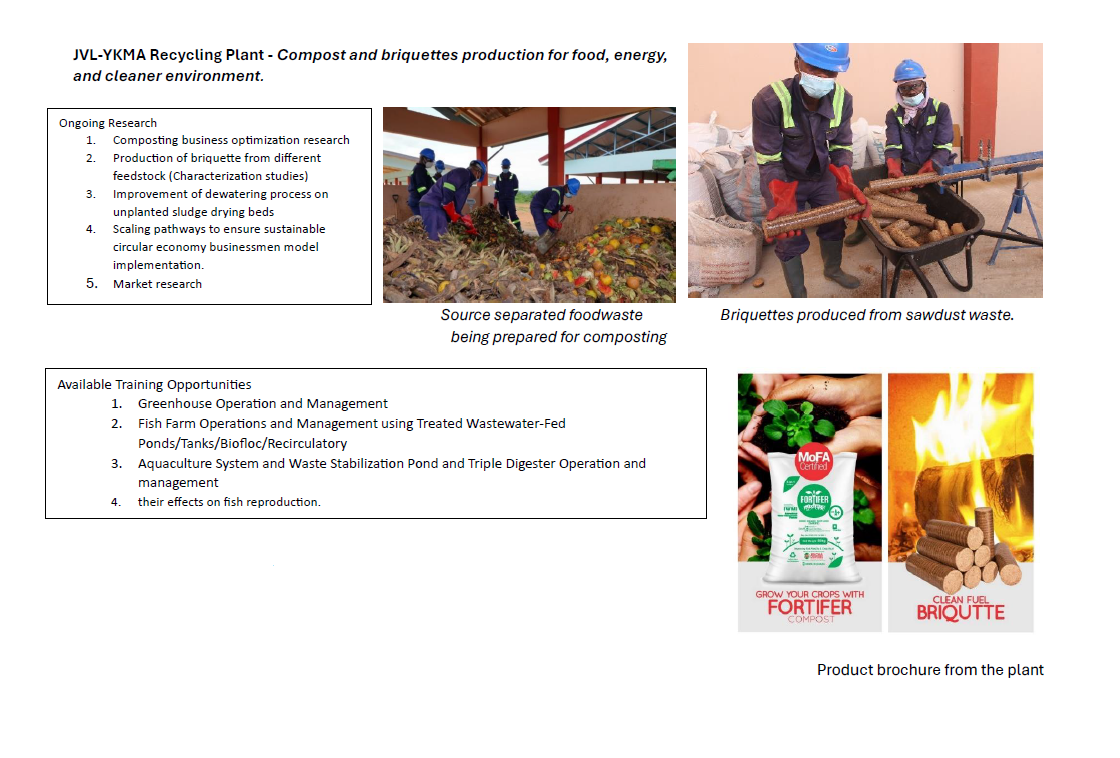 JVL-YKMA Recycling Plant - Compost and briquettes production for food, energy,
and cleaner environment.
Ongoing Research
1. Composting business optimization research
2. Production of briquette from different
feedstock (Characterization studies)
3. Improvement of dewatering process on
unplanted sludge drying beds
4. Scaling pathways to ensure sustainable
circular economy businessmen model
implementation.
5. Market research
Source separated foodwaste
being prepared for composting
Briquettes produced from sawdust waste.
Available Training Opportunities
1. Greenhouse Operation and Management
2. Fish Farm Operations and Management using Treated Wastewater-Fed
Ponds/Tanks/Biofloc/Recirculatory
3. Aquaculture System and Waste Stabilization Pond and Triple Digester Operation and
management
4. their effects on fish reproduction.
MoFA
Certified
FORTIFER
GROW YOUR CROPS WITH
FORTIFER
COMPOST
CLEAN FUEL
BRIQUTTE
Product brochure from the plant